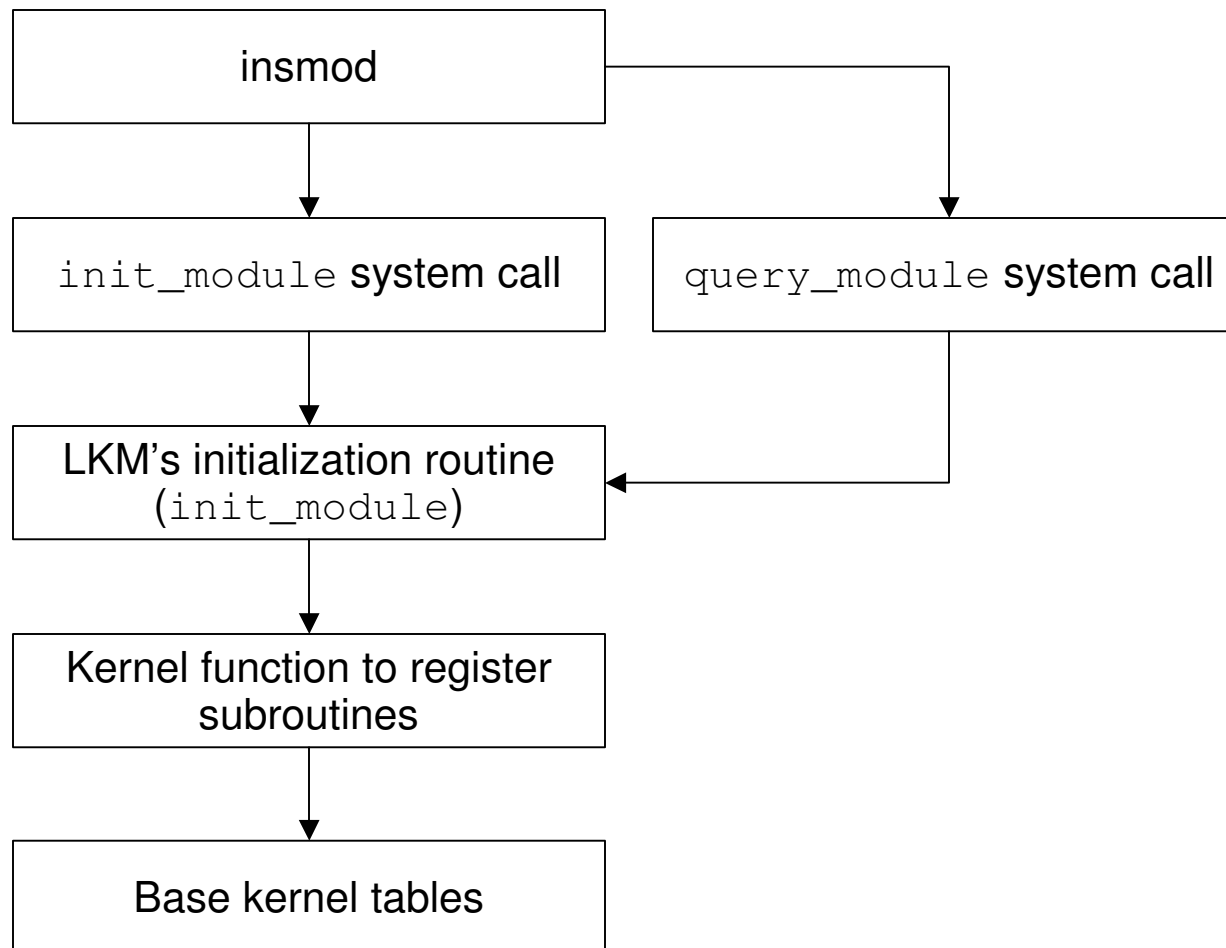 insmod
init_module system call
query_module system call
LKM’s initialization routine
(init_module)
Kernel function to register
subroutines
Base kernel tables